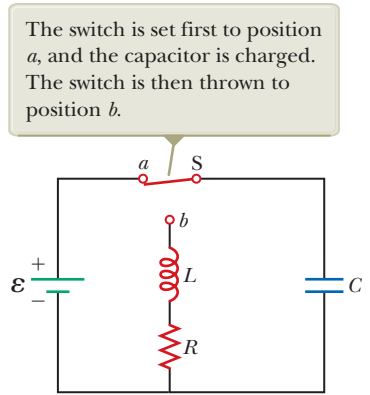 The switch is set first to position
a, and the capacitor is charged.
The switch is then thrown to
position b.
a S
b
+
ε
−
L
C
R